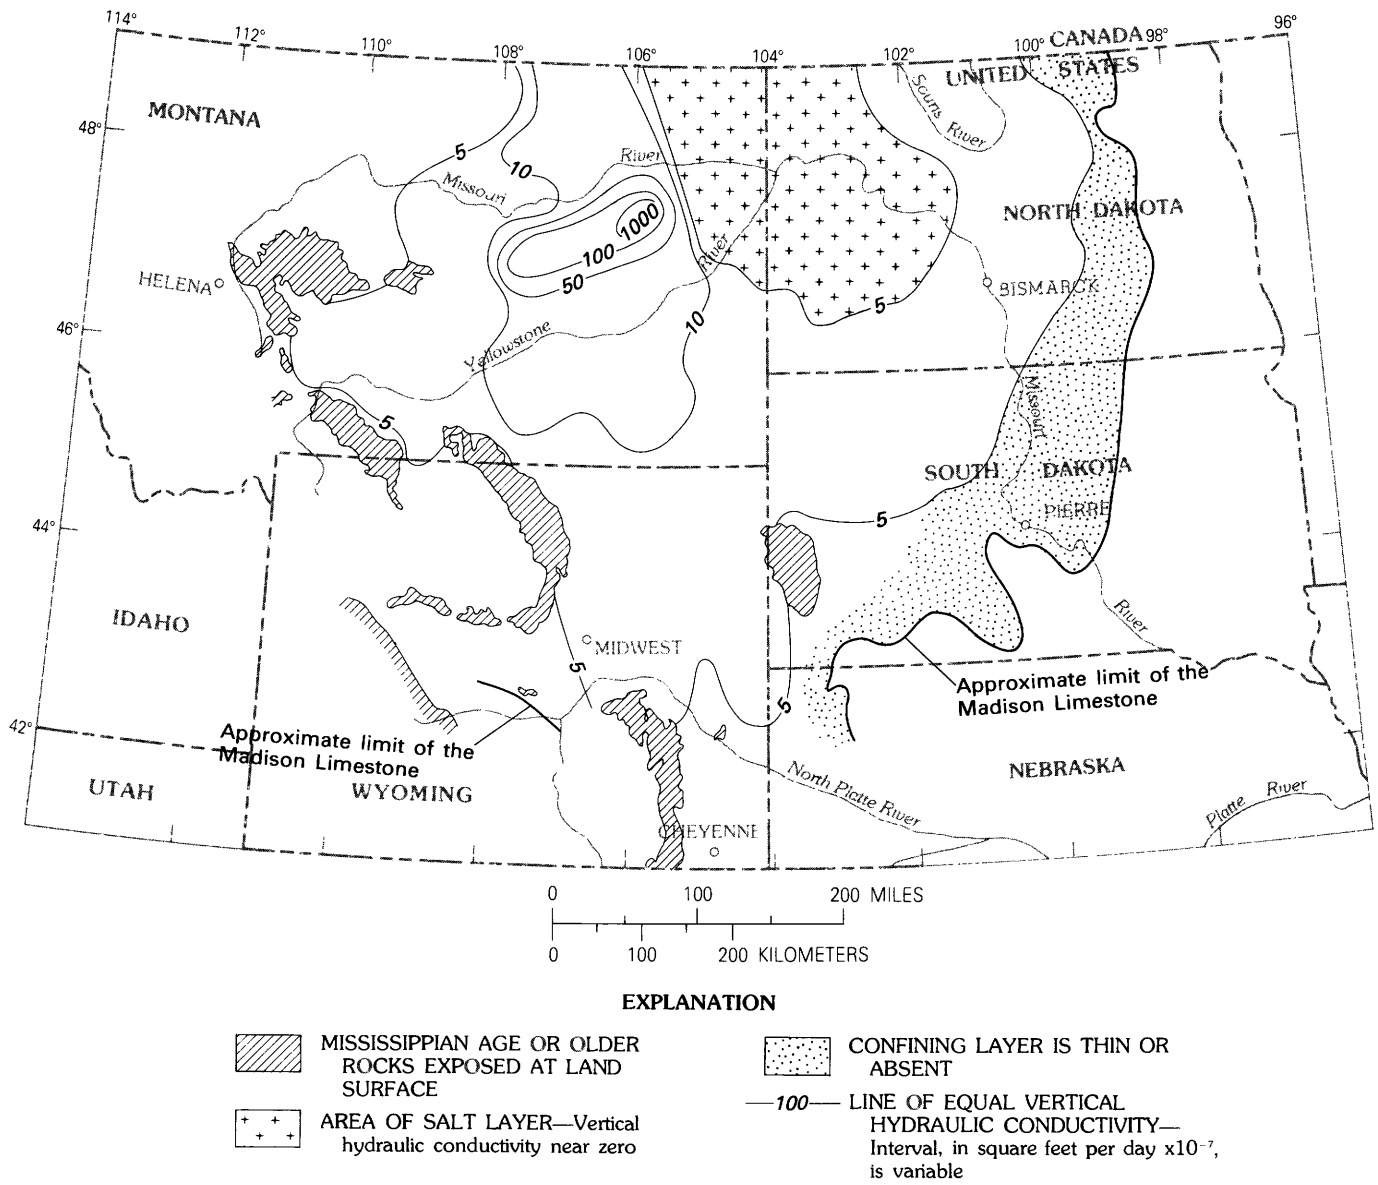 114°
112°
110°
108°
106°
104°
102°
100°
98°
96°
CANADA
UNITED STATES
MONTANA
48°
5
10
River
Missouri
Souris River
1000
100
50
NORTH DAKOTA
River
HELENA
BISMARCK
5
10
46°
Yellowstone
Missouri
5
SOUTH DAKOTA
5
PIERRE
44°
IDAHO
MIDWEST
River
5
5
Approximate limit of the
Madison Limestone
42°
Approximate limit of the
Madison Limestone
UTAH
WYOMING
North Platte River
NEBRASKA
Platte River
CHEYENNE
0 100 200 MILES
0 100 200 KILOMETERS
EXPLANATION
MISSISSIPPIAN AGE OR OLDER
ROCKS EXPOSED AT LAND
SURFACE
AREA OF SALT LAYER—Vertical
hydraulic conductivity near zero
CONFINING LAYER IS THIN OR
ABSENT
—100— LINE OF EQUAL VERTICAL
HYDRAULIC CONDUCTIVITY—
Interval, in square feet per day x10⁻⁷,
is variable